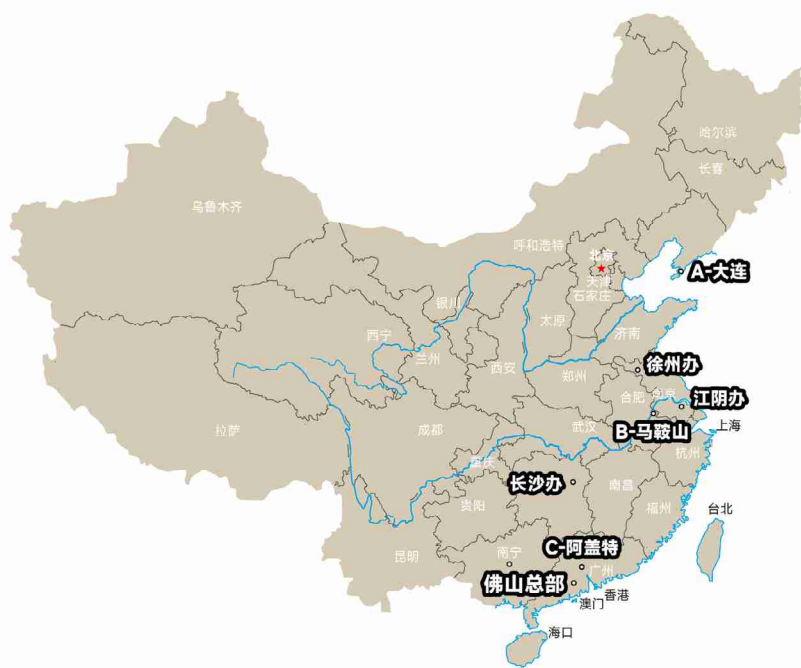 哈尔滨
长春
乌鲁木齐
呼和浩特
北京
A-大连
天津
石家庄
银川
太原
济南
西宁
兰州
西安
徐州办
郑州
合肥
南京
江阴办
武汉
B-马鞍山
上海
拉萨
成都
杭州
重庆
长沙办
南昌
贵阳
福州
台北
昆明
南宁
C-阿盖特
广州
佛山总部
澳门
香港
海口